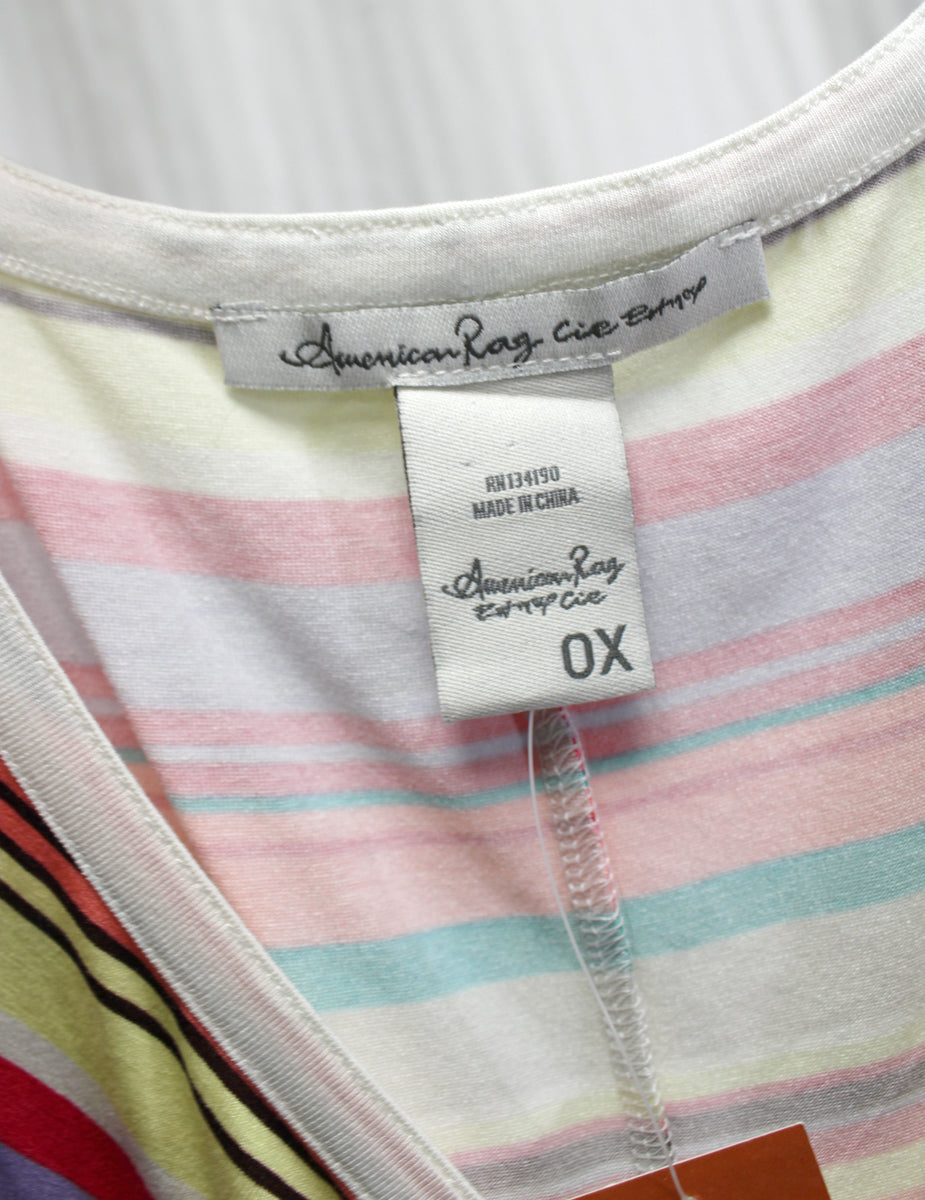 American Rag Cie
RN134190
MADE IN CHINA
American Rag
Cie
0X